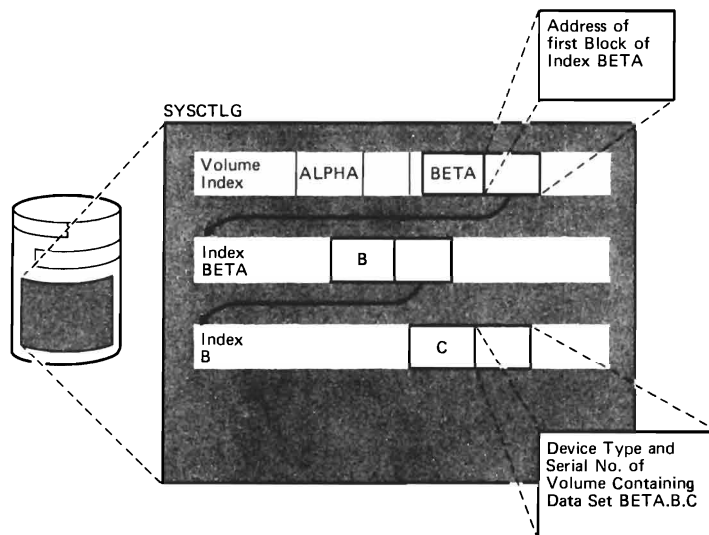 Address of
first Block of
Index BETA
SYSCTLG
Volume
Index
ALPHA
BETA
Index
BETA
B
Index
B
C
Device Type and
Serial No. of
Volume Containing
Data Set BETA.B.C